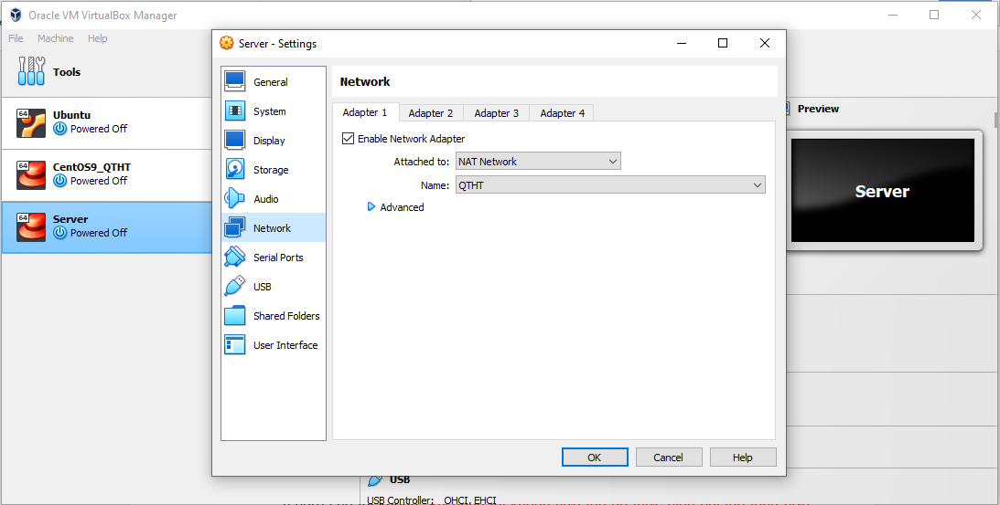 Oracle VM VirtualBox Manager
File Machine Help
Tools
64 Ubuntu
Powered Off
64 CentOS9_QTHT
Powered Off
64 Server
Powered Off
Server - Settings
General
System
Display
Storage
Audio
Network
Serial Ports
USB
Shared Folders
User Interface
Network
Adapter 1 Adapter 2 Adapter 3 Adapter 4
Enable Network Adapter
Attached to: NAT Network
Name: QTHT
Advanced
OK Cancel Help
Preview
Server
USB
USB Controller: OHCI, EHCI